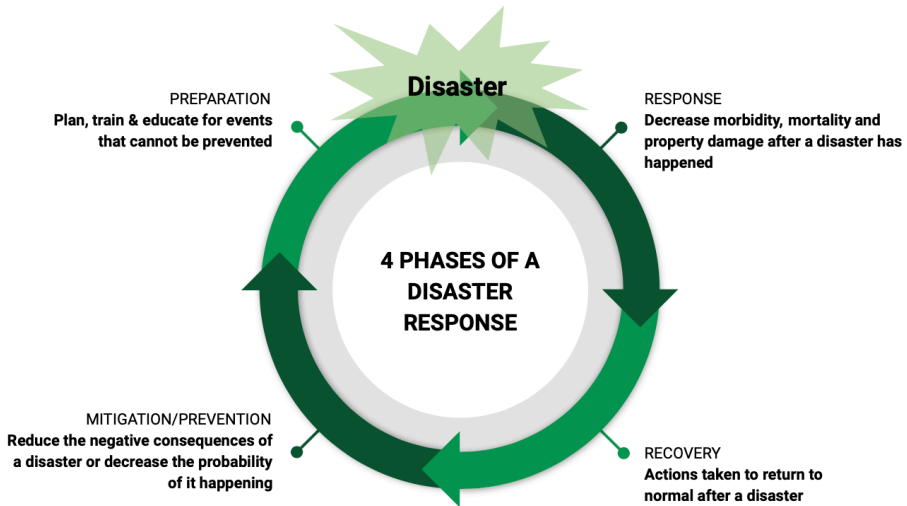 Disaster
PREPARATION
Plan, train & educate for events
that cannot be prevented
RESPONSE
Decrease morbidity, mortality and
property damage after a disaster has
happened
4 PHASES OF A
DISASTER
RESPONSE
MITIGATION/PREVENTION
Reduce the negative consequences of
a disaster or decrease the probability
of it happening
RECOVERY
Actions taken to return to
normal after a disaster